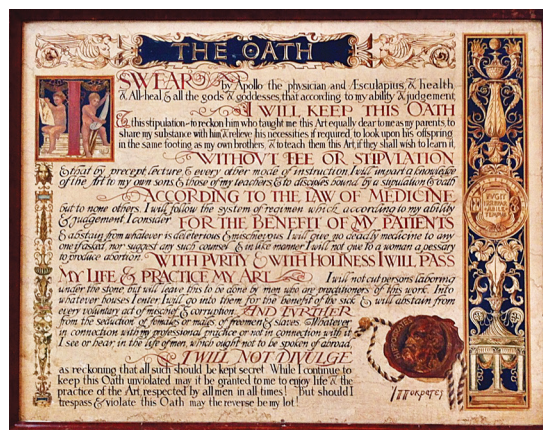 THE OATH
I SWEAR by Apollo the physician and Æsculapius, & health,
& All-heal, & all the gods & goddesses, that according to my ability & judgement,
I WILL KEEP THIS OATH
& this stipulation – to reckon him who taught me this Art equally dear to me as my parents, to
share my substance with him & relieve his necessities if required, to look upon his offspring
in the same footing as my own brothers, & to teach them this Art, if they shall wish to learn it,
WITHOVT FEE OR STIPVLATION
& that by precept, lecture, & every other mode of instruction, I will impart a knowledge
of the Art to my own sons & those of my teachers, & to disciples bound by a stipulation & oath
ACCORDING TO THE LAW OF MEDICINE
but to none others. I will follow the system of regimen which, according to my ability
& judgement, I consider FOR THE BENEFIT OF MY PATIENTS
& abstain from whatever is deleterious & mischievous. I will give no deadly medicine to any
one if asked, nor suggest any such counsel & in like manner I will not give to a woman a pessary
to produce abortion. WITH PVRITY & WITH HOLINESS I WILL PASS
MY LIFE & PRACTICE MY ART I will not cut persons laboring
under the stone, but will leave this to be done by men who are practitioners of this work. Into
whatever houses I enter, I will go into them for the benefit of the sick & will abstain from
every voluntary act of mischief & corruption. AND FVRTHER
from the seduction of females or males, of freemen & slaves. Whatever
in connection with my professional practice or not in connection with it
I see or hear, in the life of men, which ought not to be spoken of abroad,
I WILL NOT DIVULGE
as reckoning that all such should be kept secret. While I continue to
keep this Oath unviolated may it be granted to me to enjoy life & the
practice of the Art, respected by all men in all times! but should I
trespass & violate this Oath may the reverse be my lot!
FVGIT
TEMPVS
Hippokrates